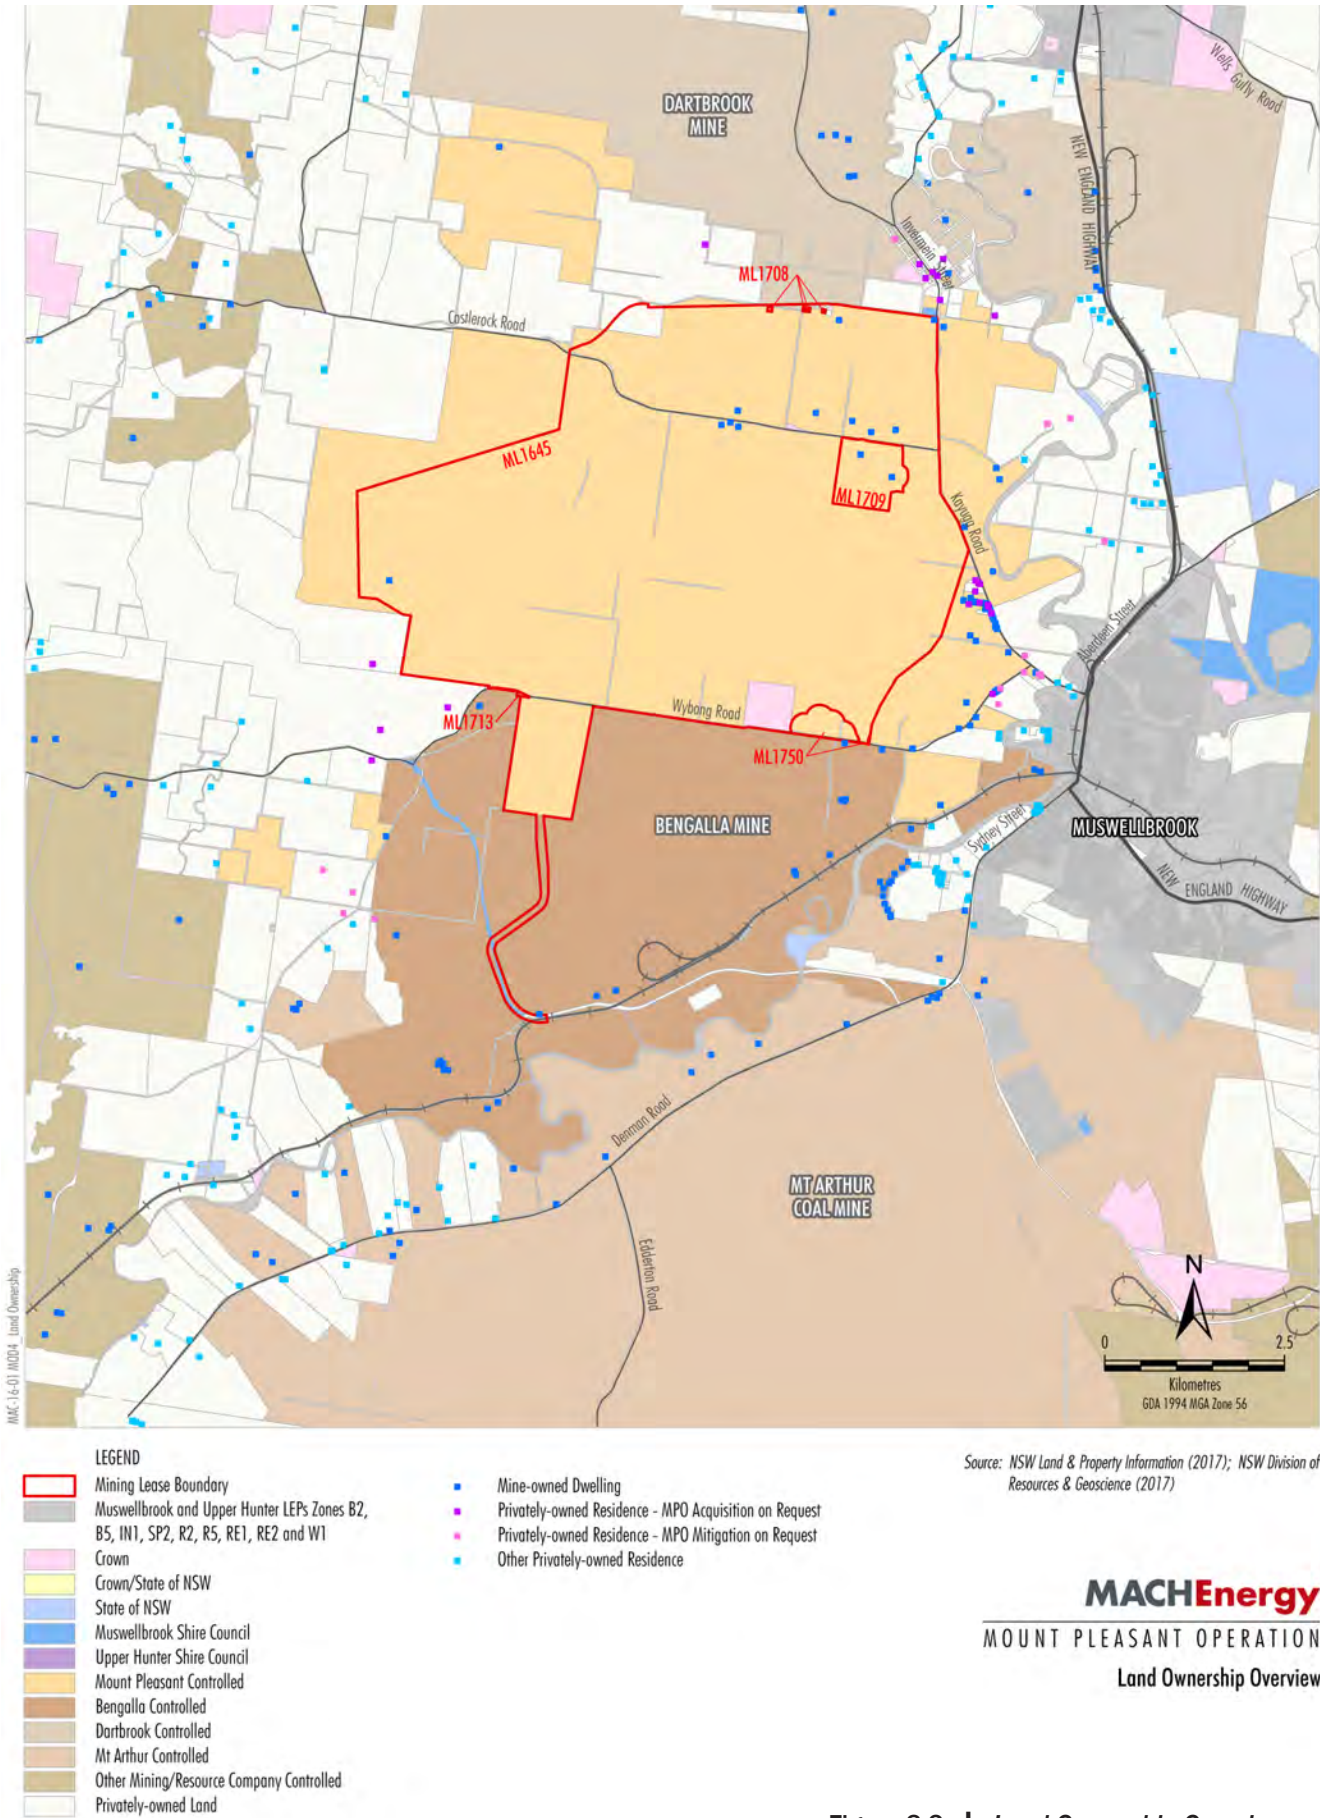 DARTBROOK
MINE
Wells Gully Road
NEW ENGLAND HIGHWAY
Invermein Street
ML1708
Castlerock Road
ML1645
ML1709
Kayuga Road
Aberdeen Street
Wybong Road
ML1713
ML1750
BENGALLA MINE
Sydney Street
MUSWELLBROOK
NEW ENGLAND HIGHWAY
Denman Road
MT ARTHUR
COAL MINE
Edderton Road
N
0 2.5
Kilometres
GDA 1994 MGA Zone 56
MAC-16-01 MOD4_Land Ownership
LEGEND
Mining Lease Boundary
Muswellbrook and Upper Hunter LEPs Zones B2,
B5, IN1, SP2, R2, R5, RE1, RE2 and W1
Crown
Crown/State of NSW
State of NSW
Muswellbrook Shire Council
Upper Hunter Shire Council
Mount Pleasant Controlled
Bengalla Controlled
Dartbrook Controlled
Mt Arthur Controlled
Other Mining/Resource Company Controlled
Privately-owned Land
Mine-owned Dwelling
Privately-owned Residence - MPO Acquisition on Request
Privately-owned Residence - MPO Mitigation on Request
Other Privately-owned Residence
Source: NSW Land & Property Information (2017); NSW Division of
Resources & Geoscience (2017)
MACHEnergy
MOUNT PLEASANT OPERATION
Land Ownership Overview